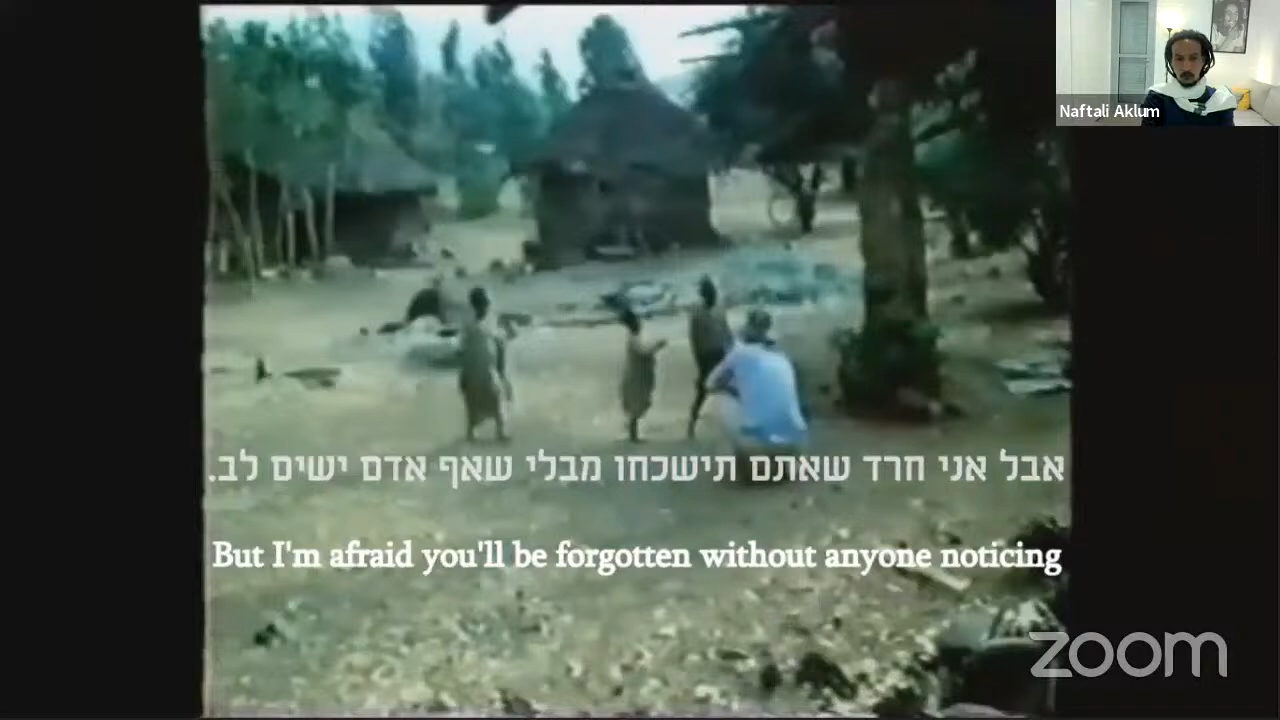 Naftali Aklum
אבל אני חרד שאתם תישכחו מבלי שאף אדם ישים לב.
But I'm afraid you'll be forgotten without anyone noticing
zoom